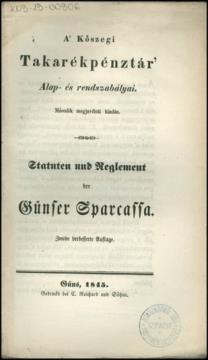 A' Kőszegi
Takarékpénztár'
Alap- és rendszabályai.
Második megjavított kiadás.
Statuten und Reglement
der
Günser Sparcassa.
Zweite verbesserte Auflage.
Güns, 1845.
Gedruckt bei C. Reichard und Söhne.